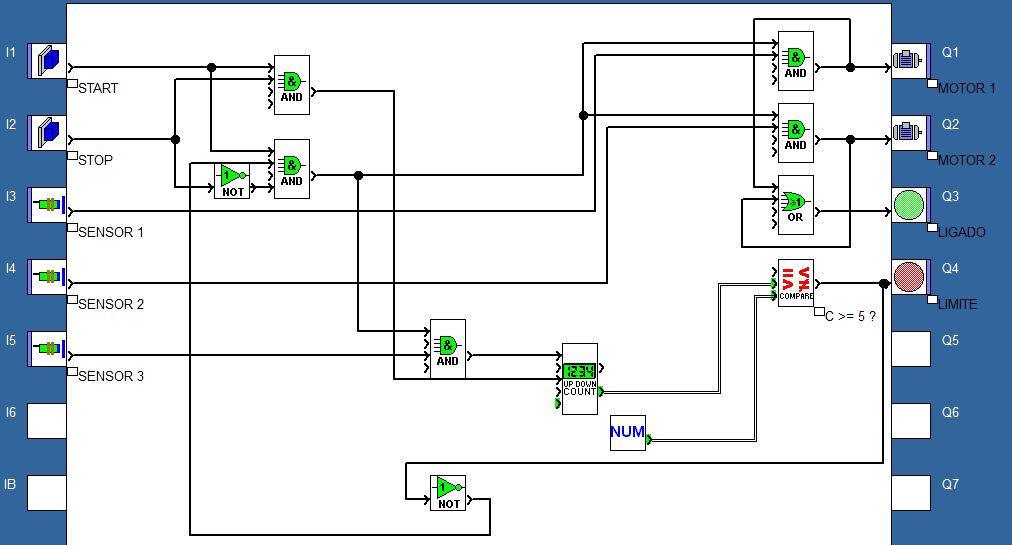 I1
START
I2
STOP
I3
SENSOR 1
I4
SENSOR 2
I5
SENSOR 3
I6
IB
&
AND
&
AND
1
NOT
&
AND
1234
UP DOWN
COUNT
NUM
1
NOT
&
AND
&
AND
≥1
OR
COMPARE
C >= 5 ?
Q1
MOTOR 1
Q2
MOTOR 2
Q3
LIGADO
Q4
LIMITE
Q5
Q6
Q7